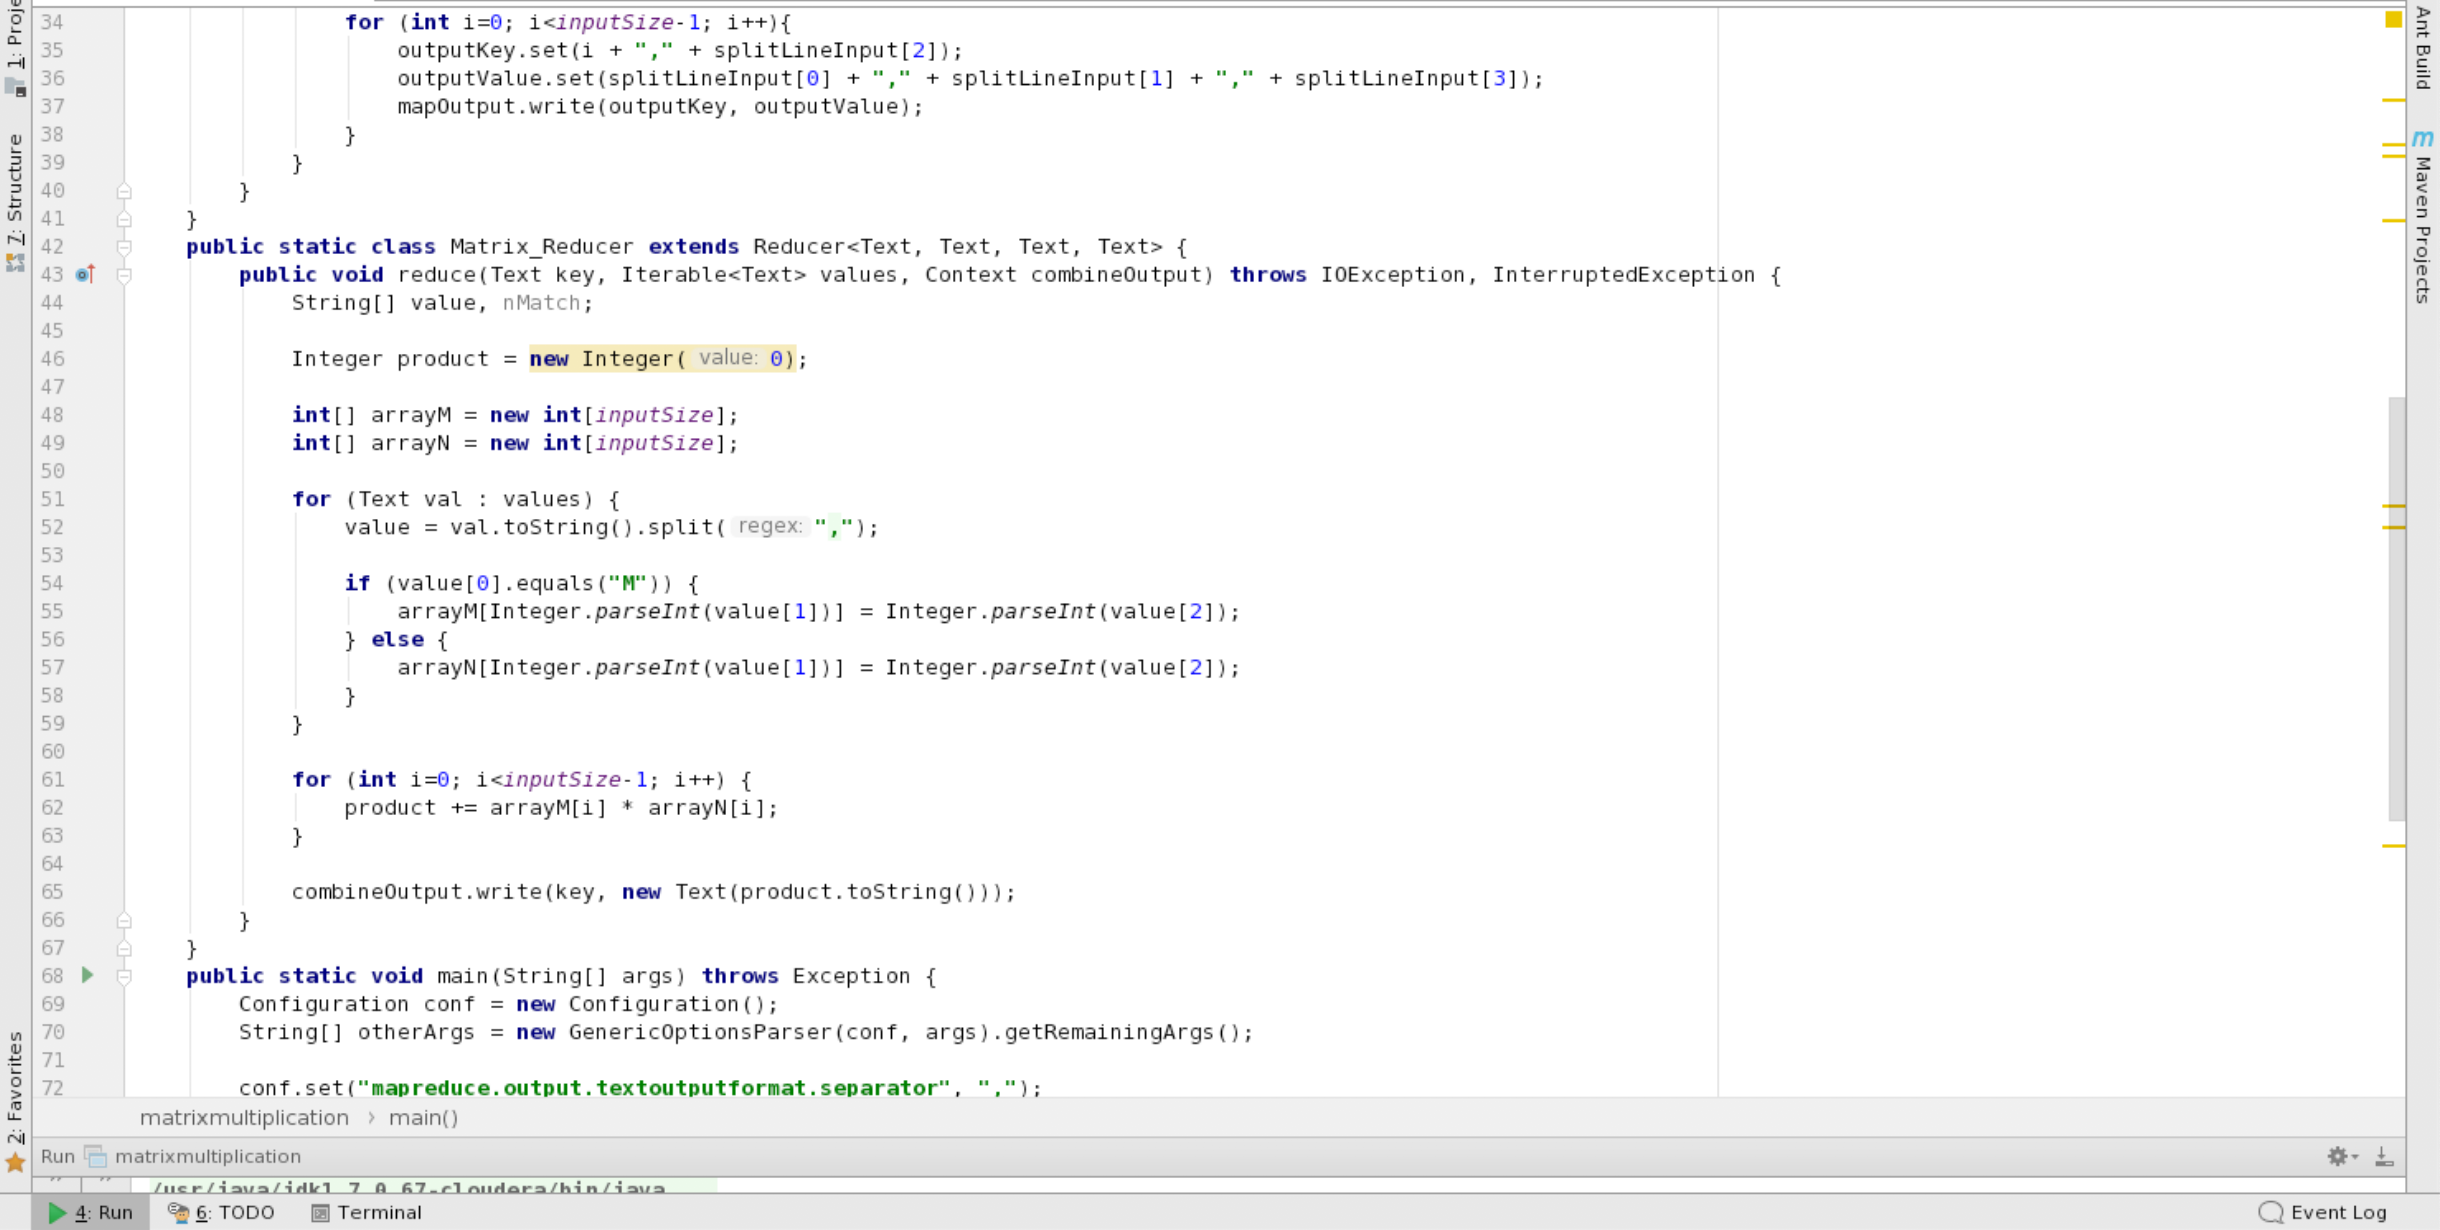 1: Proje
7: Structure
2: Favorites
Ant Build
m Maven Projects
34 for (int i=0; i<inputSize-1; i++){
35 outputKey.set(i + "," + splitLineInput[2]);
36 outputValue.set(splitLineInput[0] + "," + splitLineInput[1] + "," + splitLineInput[3]);
37 mapOutput.write(outputKey, outputValue);
38 }
39 }
40 }
41 }
42 public static class Matrix_Reducer extends Reducer<Text, Text, Text, Text> {
43 public void reduce(Text key, Iterable<Text> values, Context combineOutput) throws IOException, InterruptedException {
44 String[] value, nMatch;
45
46 Integer product = new Integer( value: 0);
47
48 int[] arrayM = new int[inputSize];
49 int[] arrayN = new int[inputSize];
50
51 for (Text val : values) {
52 value = val.toString().split( regex: ",");
53
54 if (value[0].equals("M")) {
55 arrayM[Integer.parseInt(value[1])] = Integer.parseInt(value[2]);
56 } else {
57 arrayN[Integer.parseInt(value[1])] = Integer.parseInt(value[2]);
58 }
59 }
60
61 for (int i=0; i<inputSize-1; i++) {
62 product += arrayM[i] * arrayN[i];
63 }
64
65 combineOutput.write(key, new Text(product.toString()));
66 }
67 }
68 public static void main(String[] args) throws Exception {
69 Configuration conf = new Configuration();
70 String[] otherArgs = new GenericOptionsParser(conf, args).getRemainingArgs();
71
72 conf.set("mapreduce.output.textoutputformat.separator", ",");
matrixmultiplication › main()
Run matrixmultiplication
/usr/java/jdk1.7.0_67-cloudera/bin/java
4: Run 6: TODO Terminal Event Log